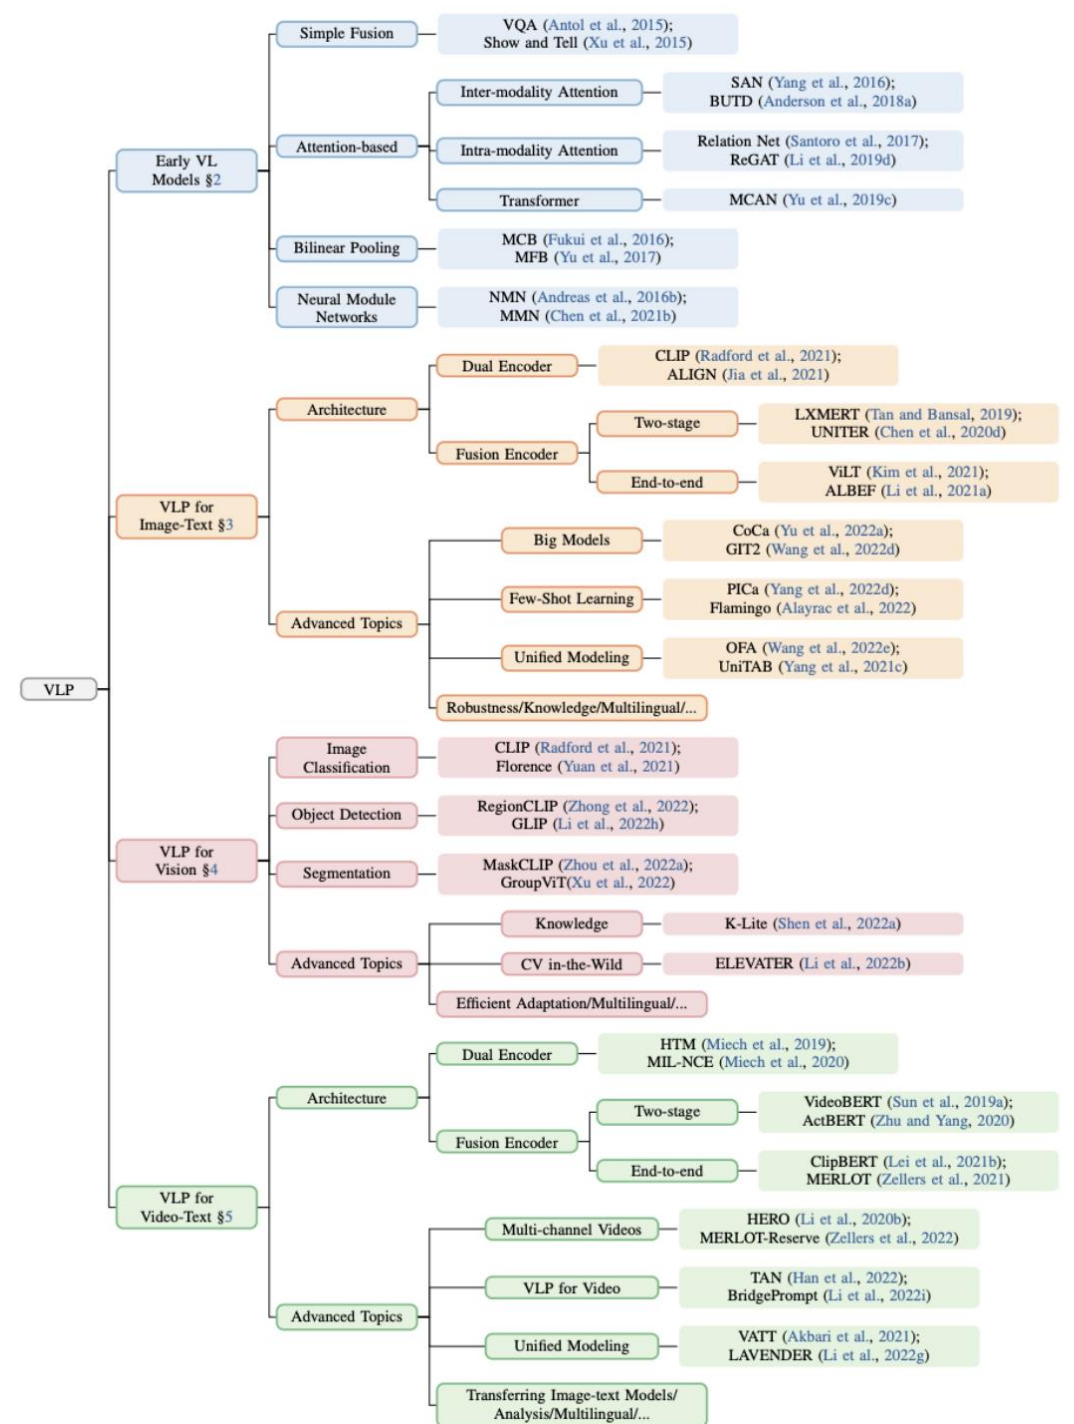 Simple Fusion
VQA (Antol et al., 2015);
Show and Tell (Xu et al., 2015)
Inter-modality Attention
SAN (Yang et al., 2016);
BUTD (Anderson et al., 2018a)
Early VL
Models §2
Attention-based
Intra-modality Attention
Relation Net (Santoro et al., 2017);
ReGAT (Li et al., 2019d)
Transformer
MCAN (Yu et al., 2019c)
Bilinear Pooling
MCB (Fukui et al., 2016);
MFB (Yu et al., 2017)
Neural Module
Networks
NMN (Andreas et al., 2016b);
MMN (Chen et al., 2021b)
Dual Encoder
CLIP (Radford et al., 2021);
ALIGN (Jia et al., 2021)
Architecture
Two-stage
LXMERT (Tan and Bansal, 2019);
UNITER (Chen et al., 2020d)
Fusion Encoder
End-to-end
ViLT (Kim et al., 2021);
ALBEF (Li et al., 2021a)
VLP for
Image-Text §3
Big Models
CoCa (Yu et al., 2022a);
GIT2 (Wang et al., 2022d)
Few-Shot Learning
PICa (Yang et al., 2022d);
Flamingo (Alayrac et al., 2022)
Advanced Topics
Unified Modeling
OFA (Wang et al., 2022e);
UniTAB (Yang et al., 2021c)
Robustness/Knowledge/Multilingual/...
VLP
Image
Classification
CLIP (Radford et al., 2021);
Florence (Yuan et al., 2021)
Object Detection
RegionCLIP (Zhong et al., 2022);
GLIP (Li et al., 2022h)
VLP for
Vision §4
Segmentation
MaskCLIP (Zhou et al., 2022a);
GroupViT(Xu et al., 2022)
Knowledge
K-Lite (Shen et al., 2022a)
Advanced Topics
CV in-the-Wild
ELEVATER (Li et al., 2022b)
Efficient Adaptation/Multilingual/...
Dual Encoder
HTM (Miech et al., 2019);
MIL-NCE (Miech et al., 2020)
Architecture
Two-stage
VideoBERT (Sun et al., 2019a);
ActBERT (Zhu and Yang, 2020)
Fusion Encoder
End-to-end
ClipBERT (Lei et al., 2021b);
MERLOT (Zellers et al., 2021)
VLP for
Video-Text §5
Multi-channel Videos
HERO (Li et al., 2020b);
MERLOT-Reserve (Zellers et al., 2022)
VLP for Video
TAN (Han et al., 2022);
BridgePrompt (Li et al., 2022i)
Advanced Topics
Unified Modeling
VATT (Akbari et al., 2021);
LAVENDER (Li et al., 2022g)
Transferring Image-text Models/
Analysis/Multilingual/...